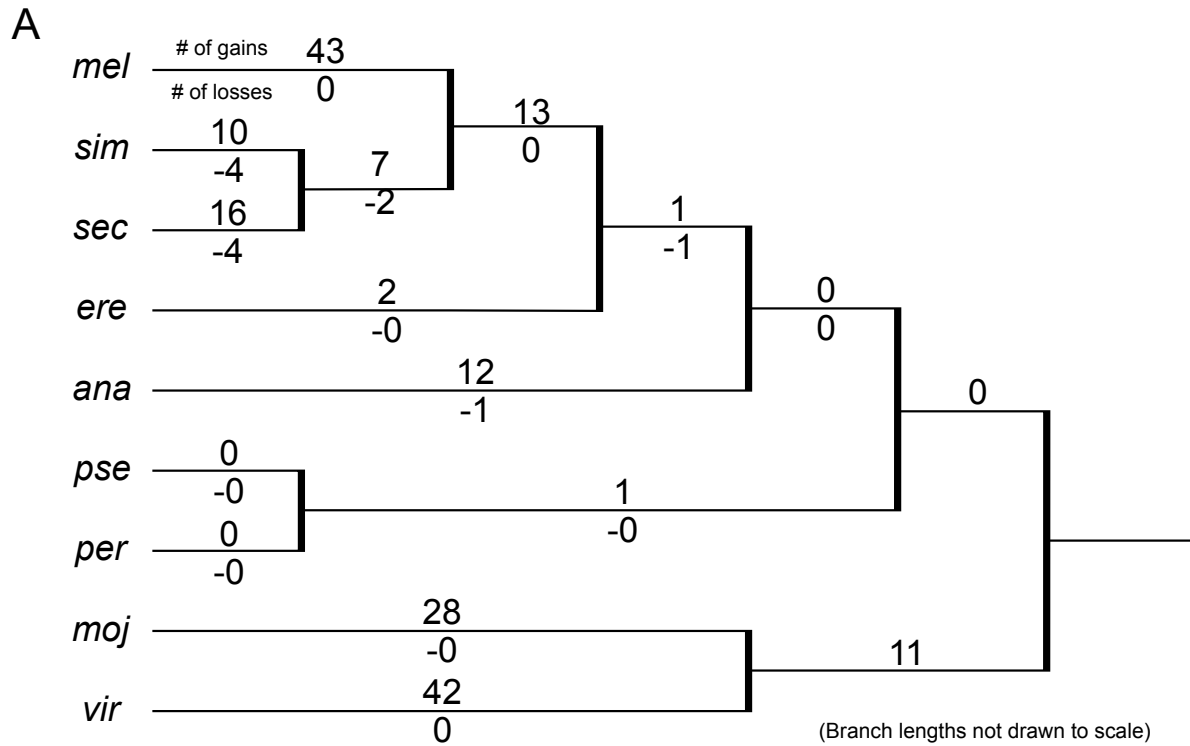 A
# of gains 43
mel
# of losses 0
13
0
10
sim
-4
7
-2
16
sec
-4
1
-1
2
ere
-0
0
0
12
ana
-1
0
0
pse
-0
1
-0
0
per
-0
28
moj
-0
11
42
vir
0
(Branch lengths not drawn to scale)